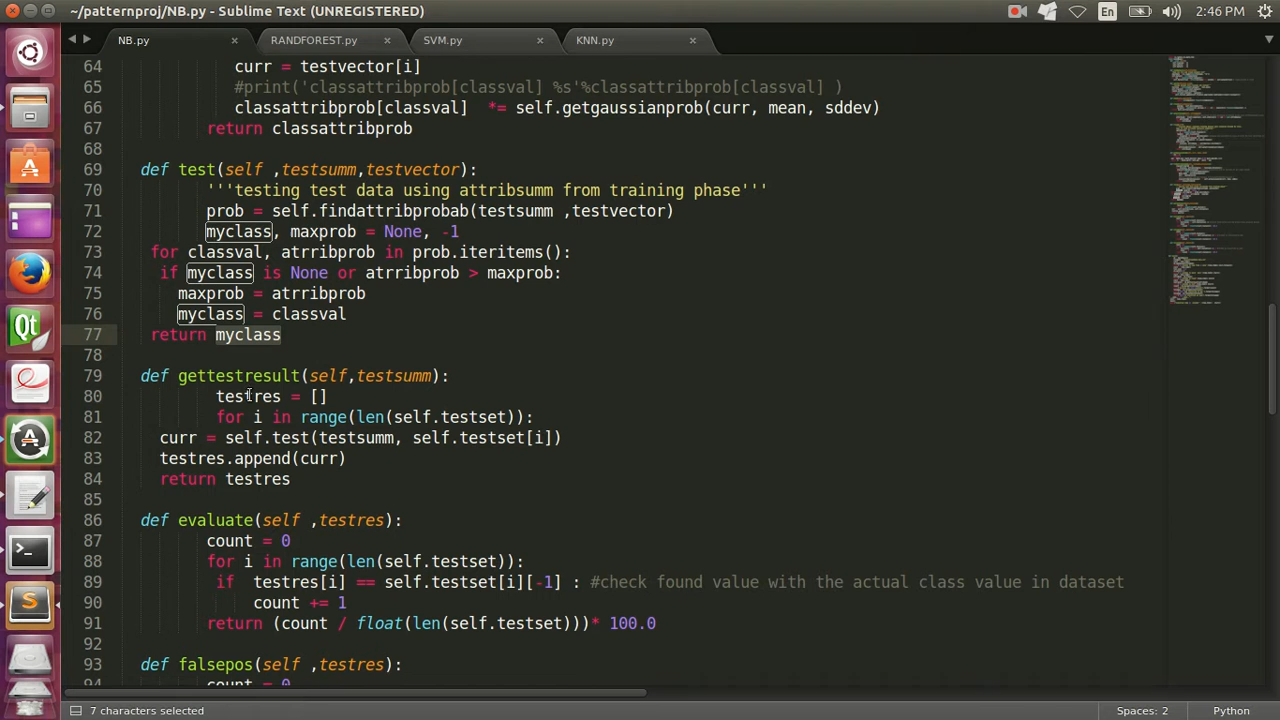 ~/patternproj/NB.py - Sublime Text (UNREGISTERED)
En
2:46 PM
NB.py
RANDFOREST.py
SVM.py
KNN.py
64 curr = testvector[i]
65 #print('classattribprob[classval] %s'%classattribprob[classval] )
66 classattribprob[classval]  *= self.getgaussianprob(curr, mean, sddev)
67 return classattribprob
68
69 def test(self ,testsumm,testvector):
70 '''testing test data using attribsumm from training phase'''
71 prob = self.findattribprobab(testsumm ,testvector)
72 myclass, maxprob = None, -1
73 for classval, atrribprob in prob.iteritems():
74 if myclass is None or atrribprob > maxprob:
75 maxprob = atrribprob
76 myclass = classval
77 return myclass
78
79 def gettestresult(self,testsumm):
80 testres = []
81 for i in range(len(self.testset)):
82 curr = self.test(testsumm, self.testset[i])
83 testres.append(curr)
84 return testres
85
86 def evaluate(self ,testres):
87 count = 0
88 for i in range(len(self.testset)):
89 if  testres[i] == self.testset[i][-1] : #check found value with the actual class value in dataset
90 count += 1
91 return (count / float(len(self.testset)))* 100.0
92
93 def falsepos(self ,testres):
94 count = 0
7 characters selected
Spaces: 2
Python